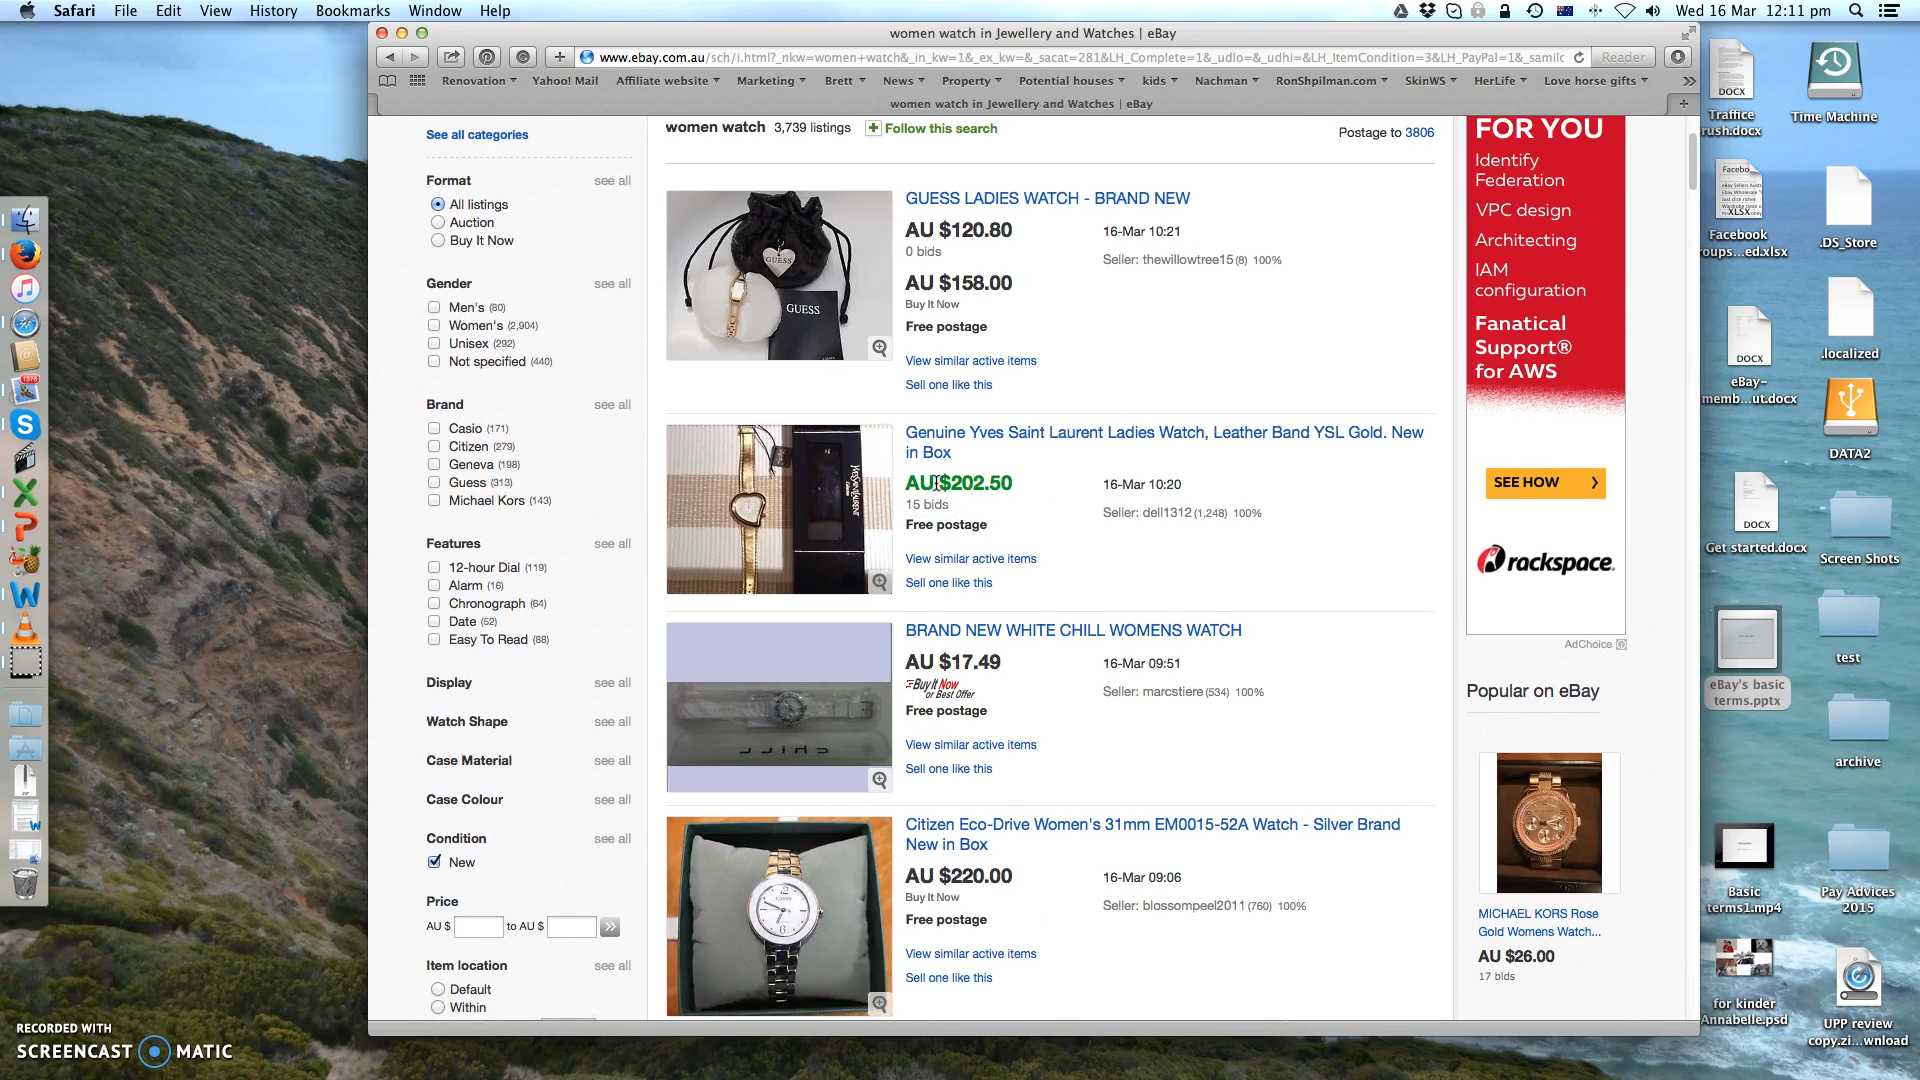 Safari File Edit View History Bookmarks Window Help
Wed 16 Mar 12:11 pm
women watch in Jewellery and Watches | eBay
www.ebay.com.au/sch/i.html?_nkw=women+watch&_in_kw=1&_ex_kw=&_sacat=281&LH_Complete=1&_udlo=&_udhi=&LH_ItemCondition=3&LH_PayPal=1&_samilc
Reader
Renovation Yahoo! Mail Affiliate website Marketing Brett News Property Potential houses kids Nachman RonShpilman.com SkinWS HerLife Love horse gifts
women watch in Jewellery and Watches | eBay
See all categories
Format see all
All listings
Auction
Buy It Now
Gender see all
Men's (80)
Women's (2,904)
Unisex (292)
Not specified (440)
Brand see all
Casio (171)
Citizen (279)
Geneva (198)
Guess (313)
Michael Kors (143)
Features see all
12-hour Dial (119)
Alarm (16)
Chronograph (64)
Date (52)
Easy To Read (88)
Display see all
Watch Shape see all
Case Material see all
Case Colour see all
Condition see all
New
Price
AU $ to AU $
Item location see all
Default
Within
women watch 3,739 listings Follow this search
Postage to 3806
GUESS LADIES WATCH - BRAND NEW
AU $120.80 16-Mar 10:21
0 bids
Seller: thewillowtree15 (8) 100%
AU $158.00
Buy It Now
Free postage
View similar active items
Sell one like this
GUESS
GUESS
Genuine Yves Saint Laurent Ladies Watch, Leather Band YSL Gold. New
in Box
AU $202.50 16-Mar 10:20
15 bids
Seller: dell1312 (1,248) 100%
Free postage
View similar active items
Sell one like this
YVESSAINTLAURENT
BRAND NEW WHITE CHILL WOMENS WATCH
AU $17.49 16-Mar 09:51
Buy It Now
or Best Offer
Seller: marcstiere (534) 100%
Free postage
View similar active items
Sell one like this
chill
Citizen Eco-Drive Women's 31mm EM0015-52A Watch - Silver Brand
New in Box
AU $220.00 16-Mar 09:06
Buy It Now
Seller: blossompeel2011 (760) 100%
Free postage
View similar active items
Sell one like this
FOR YOU
Identify
Federation
VPC design
Architecting
IAM
configuration
Fanatical
Support®
for AWS
SEE HOW
rackspace.
AdChoice
Popular on eBay
MICHAEL KORS Rose
Gold Womens Watch...
AU $26.00
17 bids
DOCX
Traffice
rush.docx
Time Machine
XLSX
Facebook
roups...ed.xlsx
.DS_Store
DOCX
eBay-
memb...ut.docx
.localized
DATA2
DOCX
Get started.docx
Screen Shots
eBay's basic
terms.pptx
test
archive
Basic
terms1.mp4
Pay Advices
2015
for kinder
Annabelle.psd
UPP review
copy.zi...wnload
1376
ZIP
RECORDED WITH
SCREENCAST MATIC